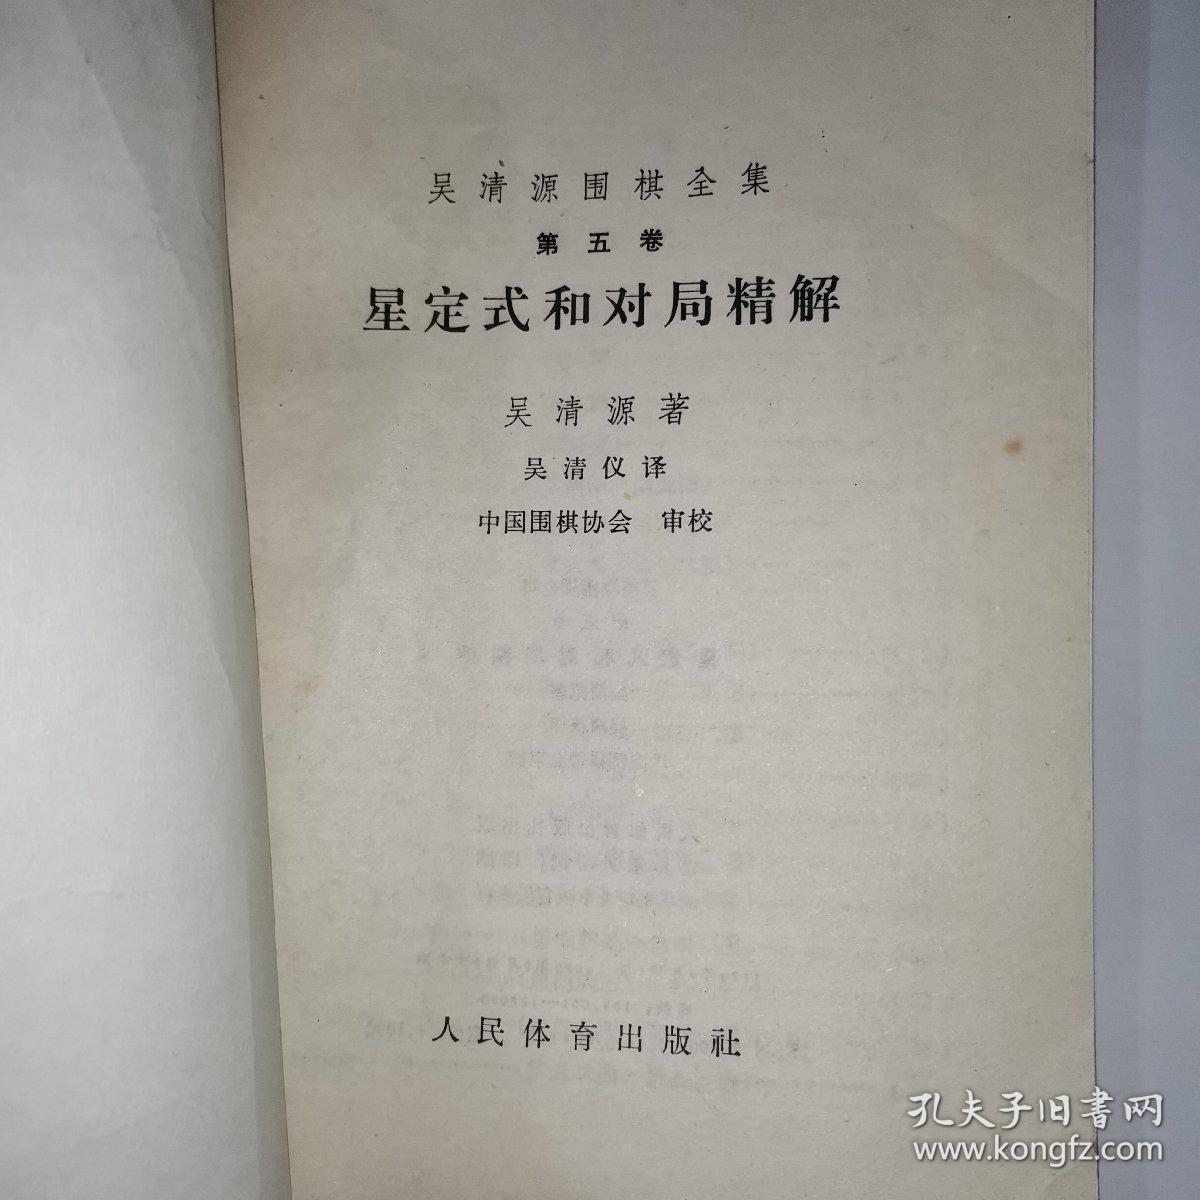 吴清源围棋全集
第五卷
星定式和对局精解
吴清源著
吴清仪译
中国围棋协会 审校
人民体育出版社
孔夫子旧书网
www.kongfz.com